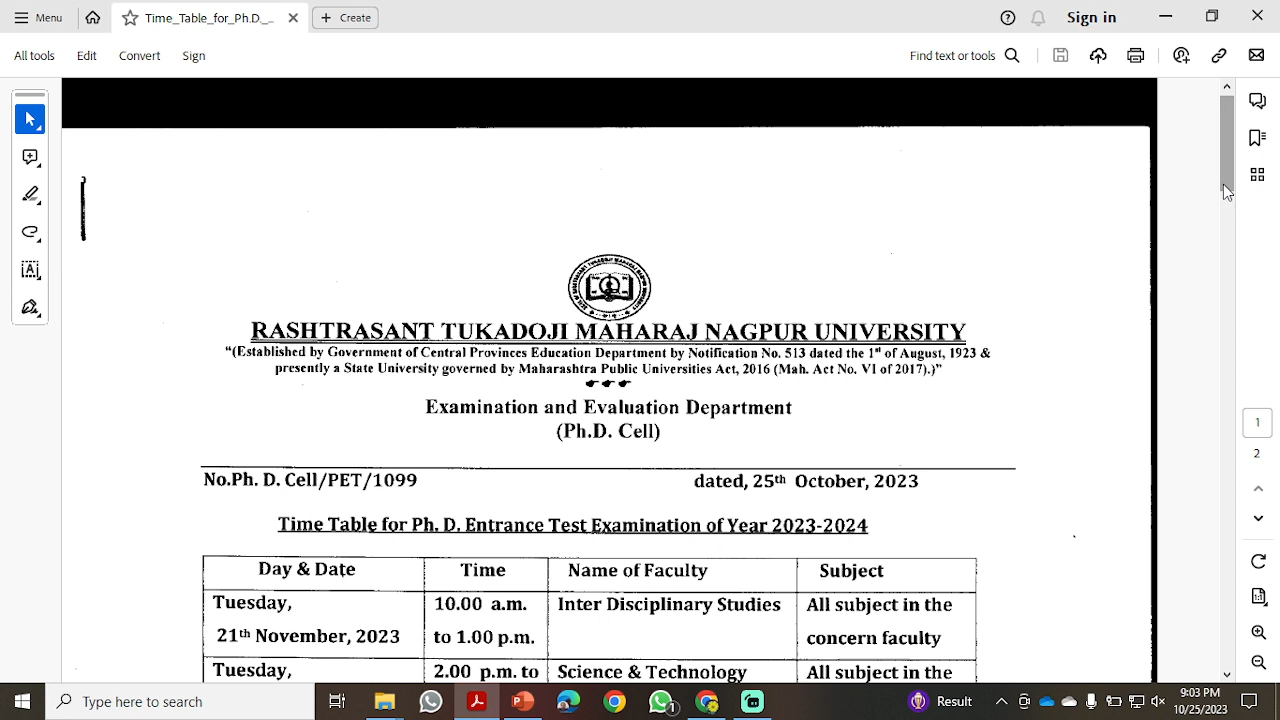 Menu
Time_Table_for_Ph.D._...
Create
Sign in
All tools
Edit
Convert
Sign
Find text or tools
RASHTRASANT TUKADOJI MAHARAJ NAGPUR UNIVERSITY
“(Established by Government of Central Provinces Education Department by Notification No. 513 dated the 1st of August, 1923 &
presently a State University governed by Maharashtra Public Universities Act, 2016 (Mah. Act No. VI of 2017).)”
Examination and Evaluation Department
(Ph.D. Cell)
No.Ph. D. Cell/PET/1099 dated, 25th October, 2023
Time Table for Ph. D. Entrance Test Examination of Year 2023-2024
Day & Date Time Name of Faculty Subject
Tuesday, 10.00 a.m. Inter Disciplinary Studies All subject in the
21th November, 2023 to 1.00 p.m. concern faculty
Tuesday, 2.00 p.m. to Science & Technology All subject in the
1
2
Type here to search
1
Result
9:03 PM
10/25/2023